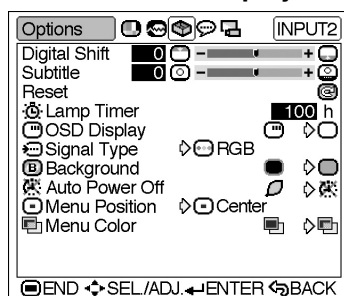 Options INPUT2
Digital Shift 0 − +
Subtitle 0 − +
Reset
Lamp Timer 100 h
OSD Display
Signal Type RGB
B Background
Auto Power Off
Menu Position Center
Menu Color
END SEL./ADJ. ENTER BACK